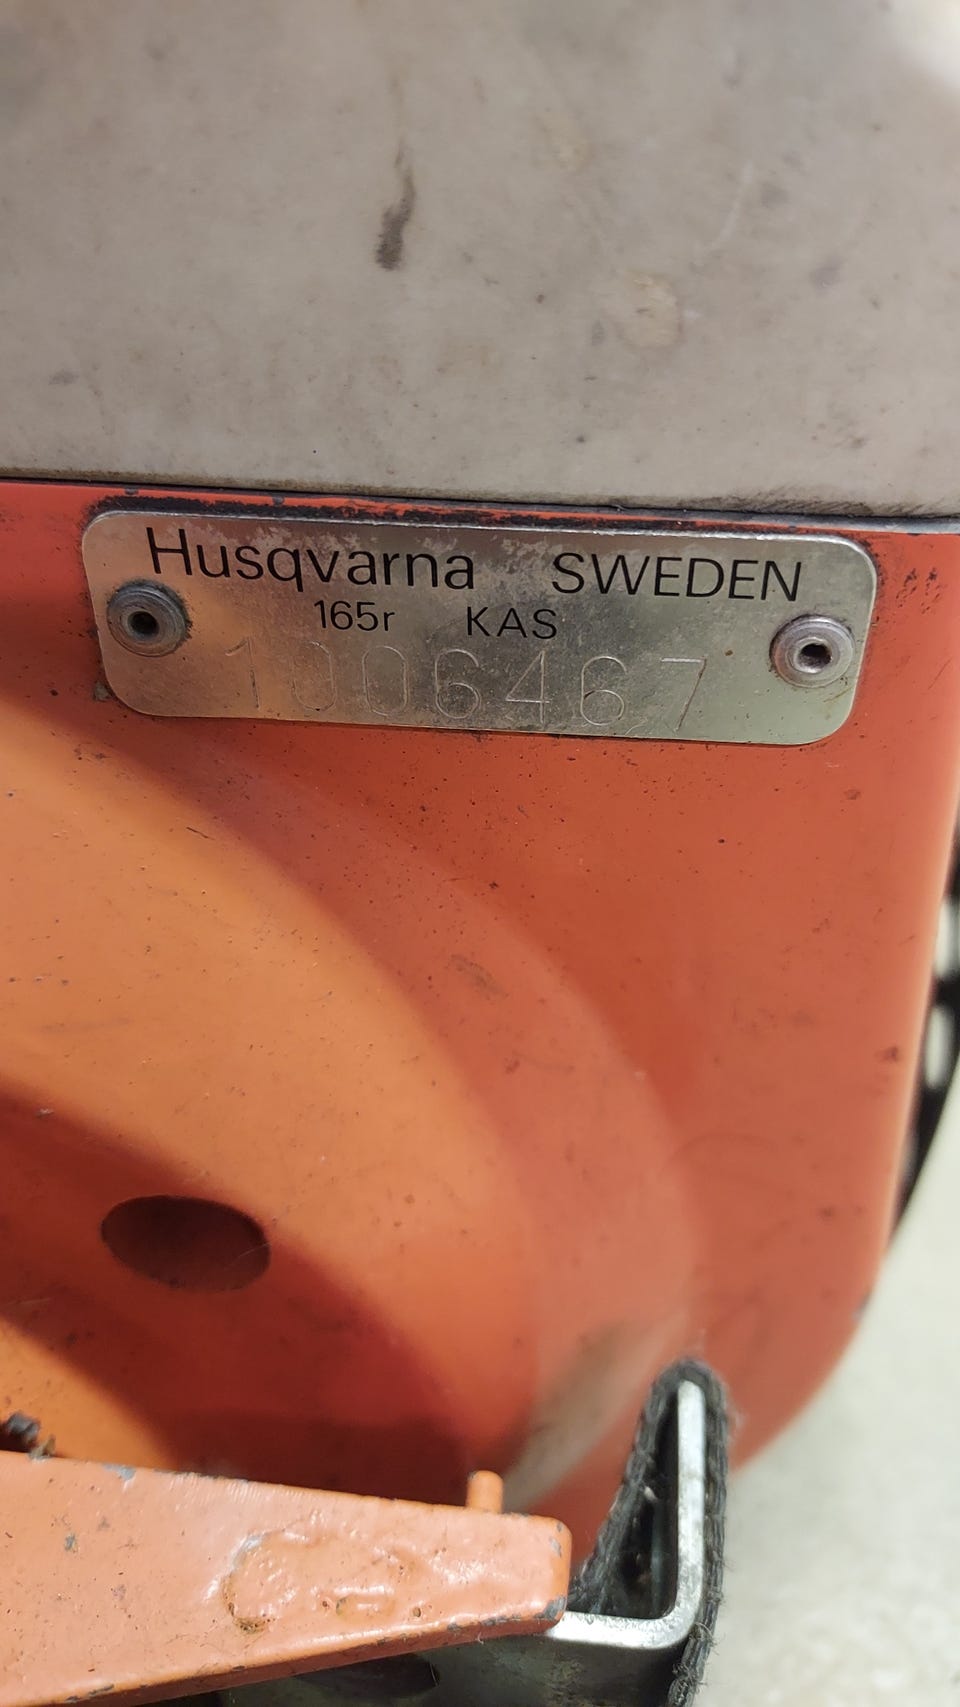 Husqvarna SWEDEN
165r KAS
1006467